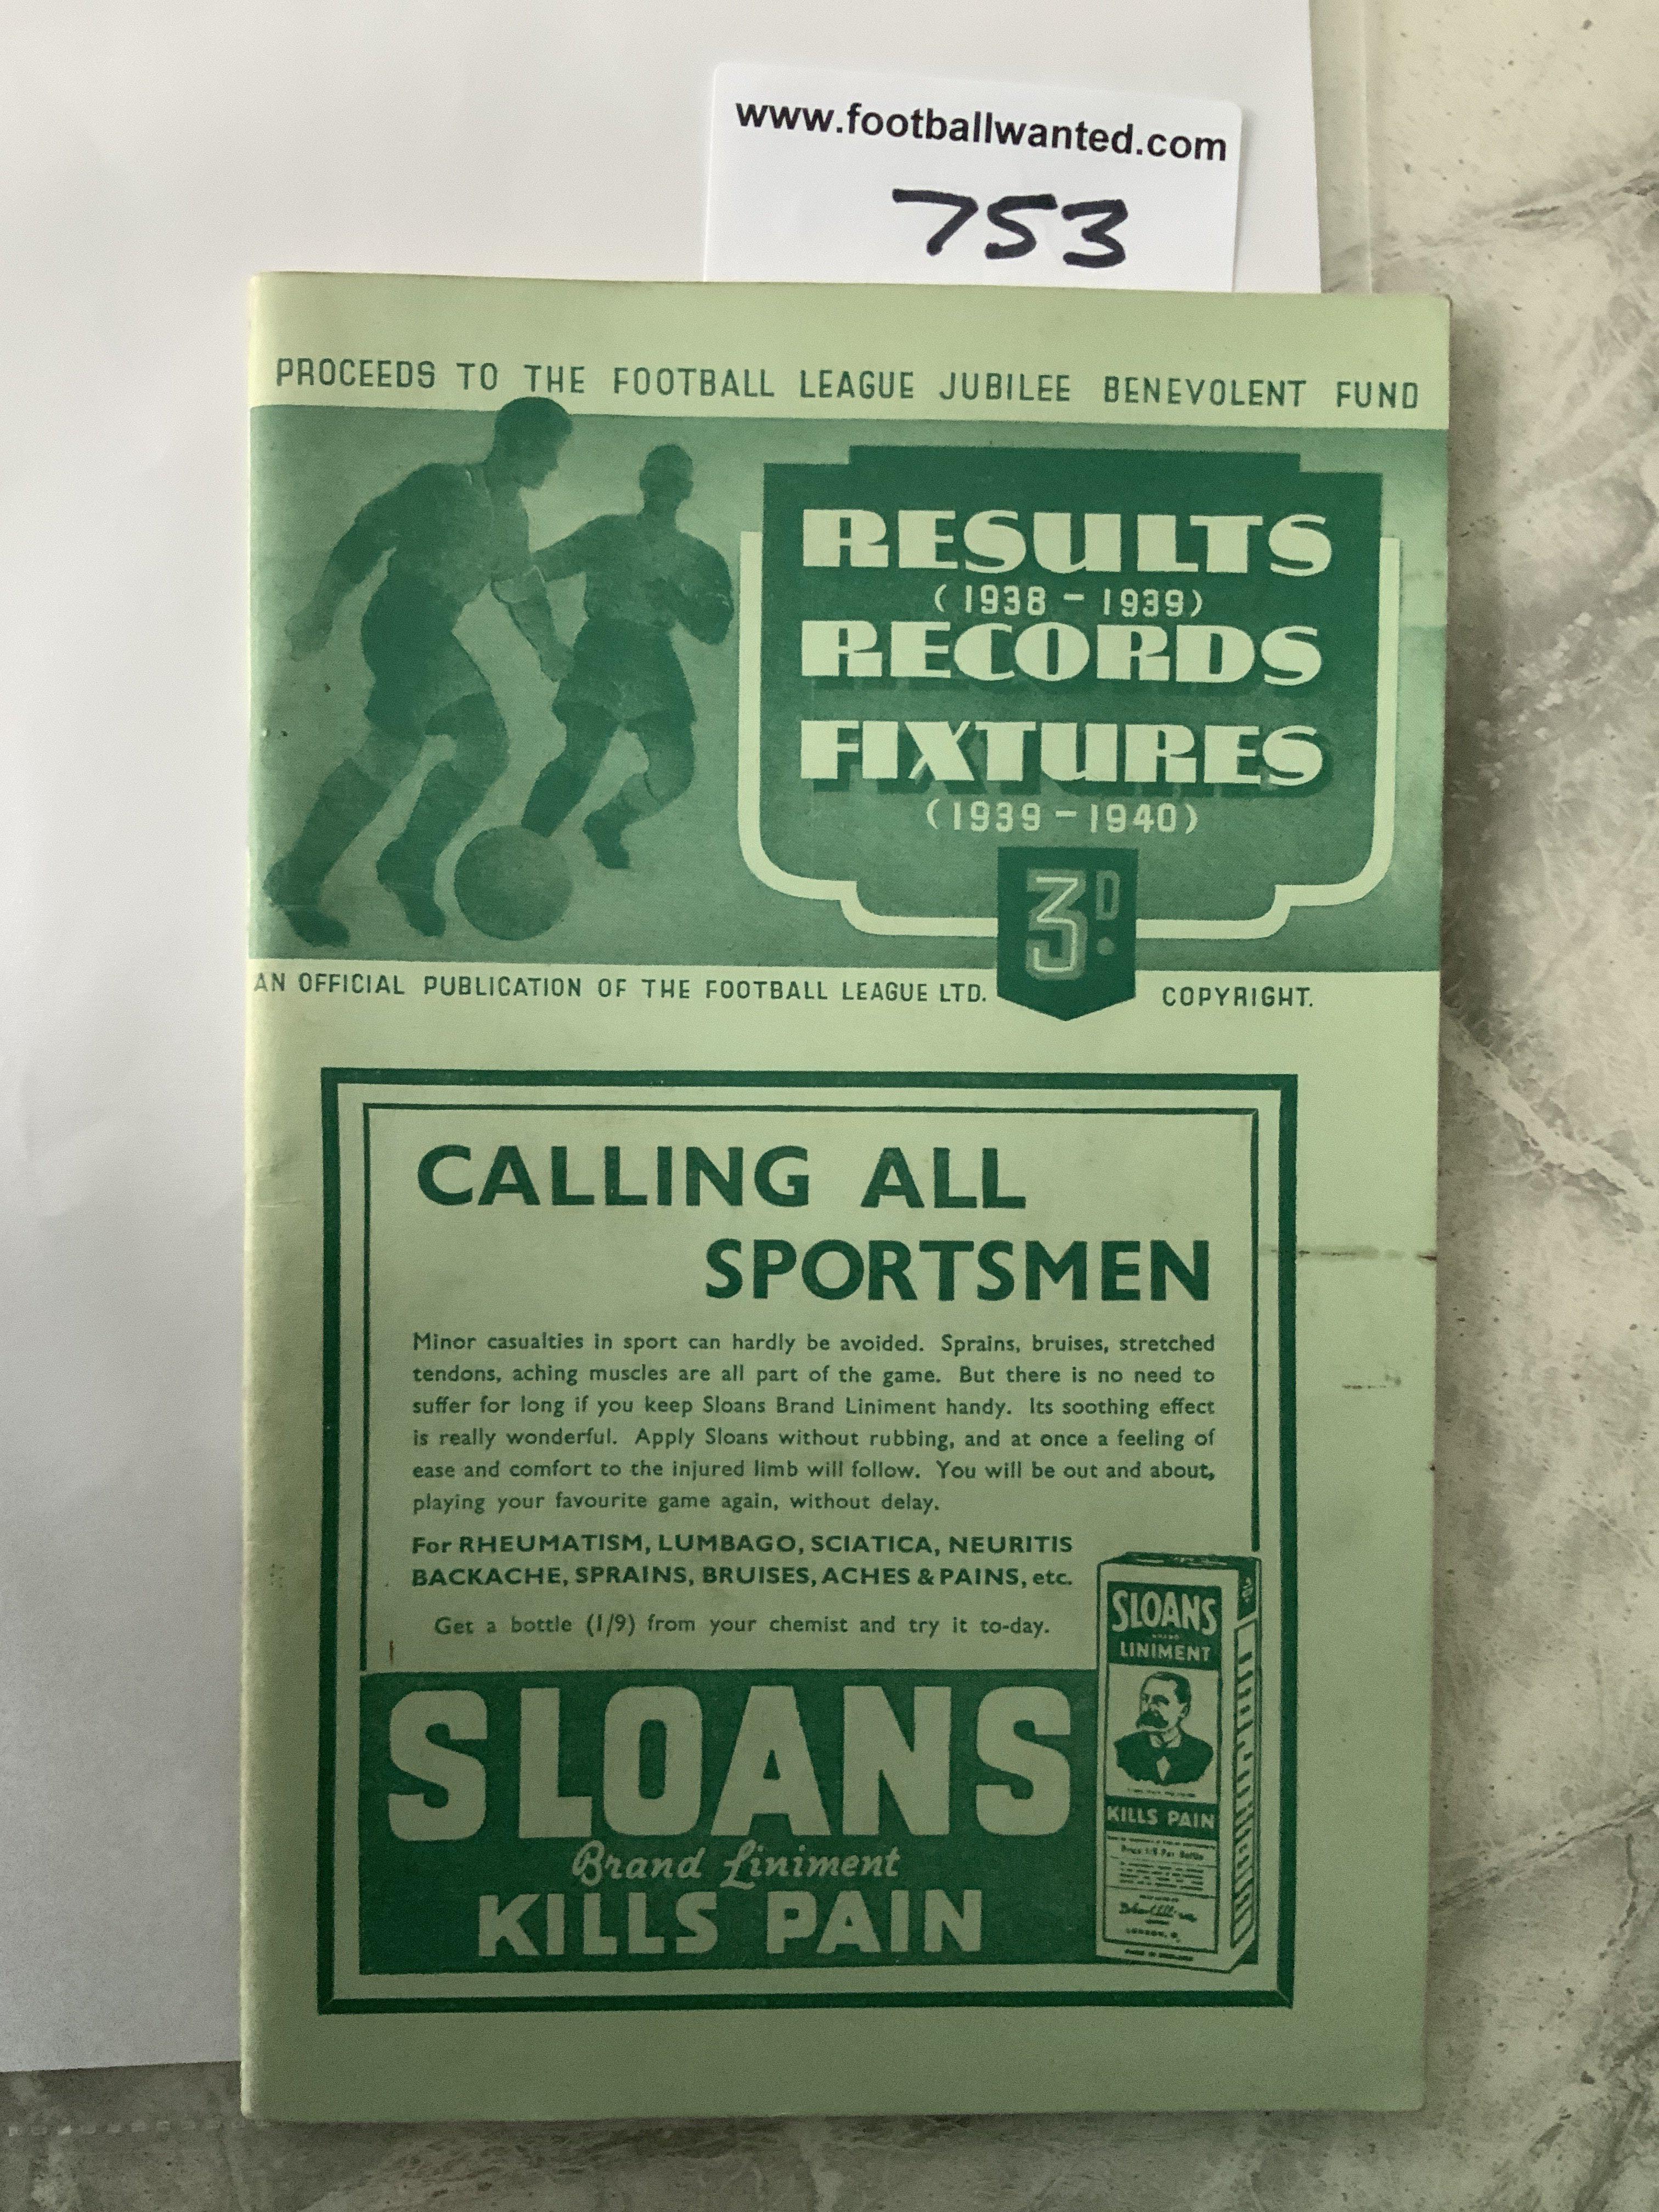 www.footballwanted.com
753
PROCEEDS TO THE FOOTBALL LEAGUE JUBILEE BENEVOLENT FUND
RESULTS
(1938 - 1939)
RECORDS
FIXTURES
(1939 - 1940)
3D.
AN OFFICIAL PUBLICATION OF THE FOOTBALL LEAGUE LTD. COPYRIGHT.
CALLING ALL
SPORTSMEN
Minor casualties in sport can hardly be avoided. Sprains, bruises, stretched
tendons, aching muscles are all part of the game. But there is no need to
suffer for long if you keep Sloans Brand Liniment handy. Its soothing effect
is really wonderful. Apply Sloans without rubbing, and at once a feeling of
ease and comfort to the injured limb will follow. You will be out and about,
playing your favourite game again, without delay.
For RHEUMATISM, LUMBAGO, SCIATICA, NEURITIS
BACKACHE, SPRAINS, BRUISES, ACHES & PAINS, etc.
Get a bottle (1/9) from your chemist and try it to-day.
SLOANS
Brand Liniment
KILLS PAIN
SLOANS
LINIMENT
KILLS PAIN